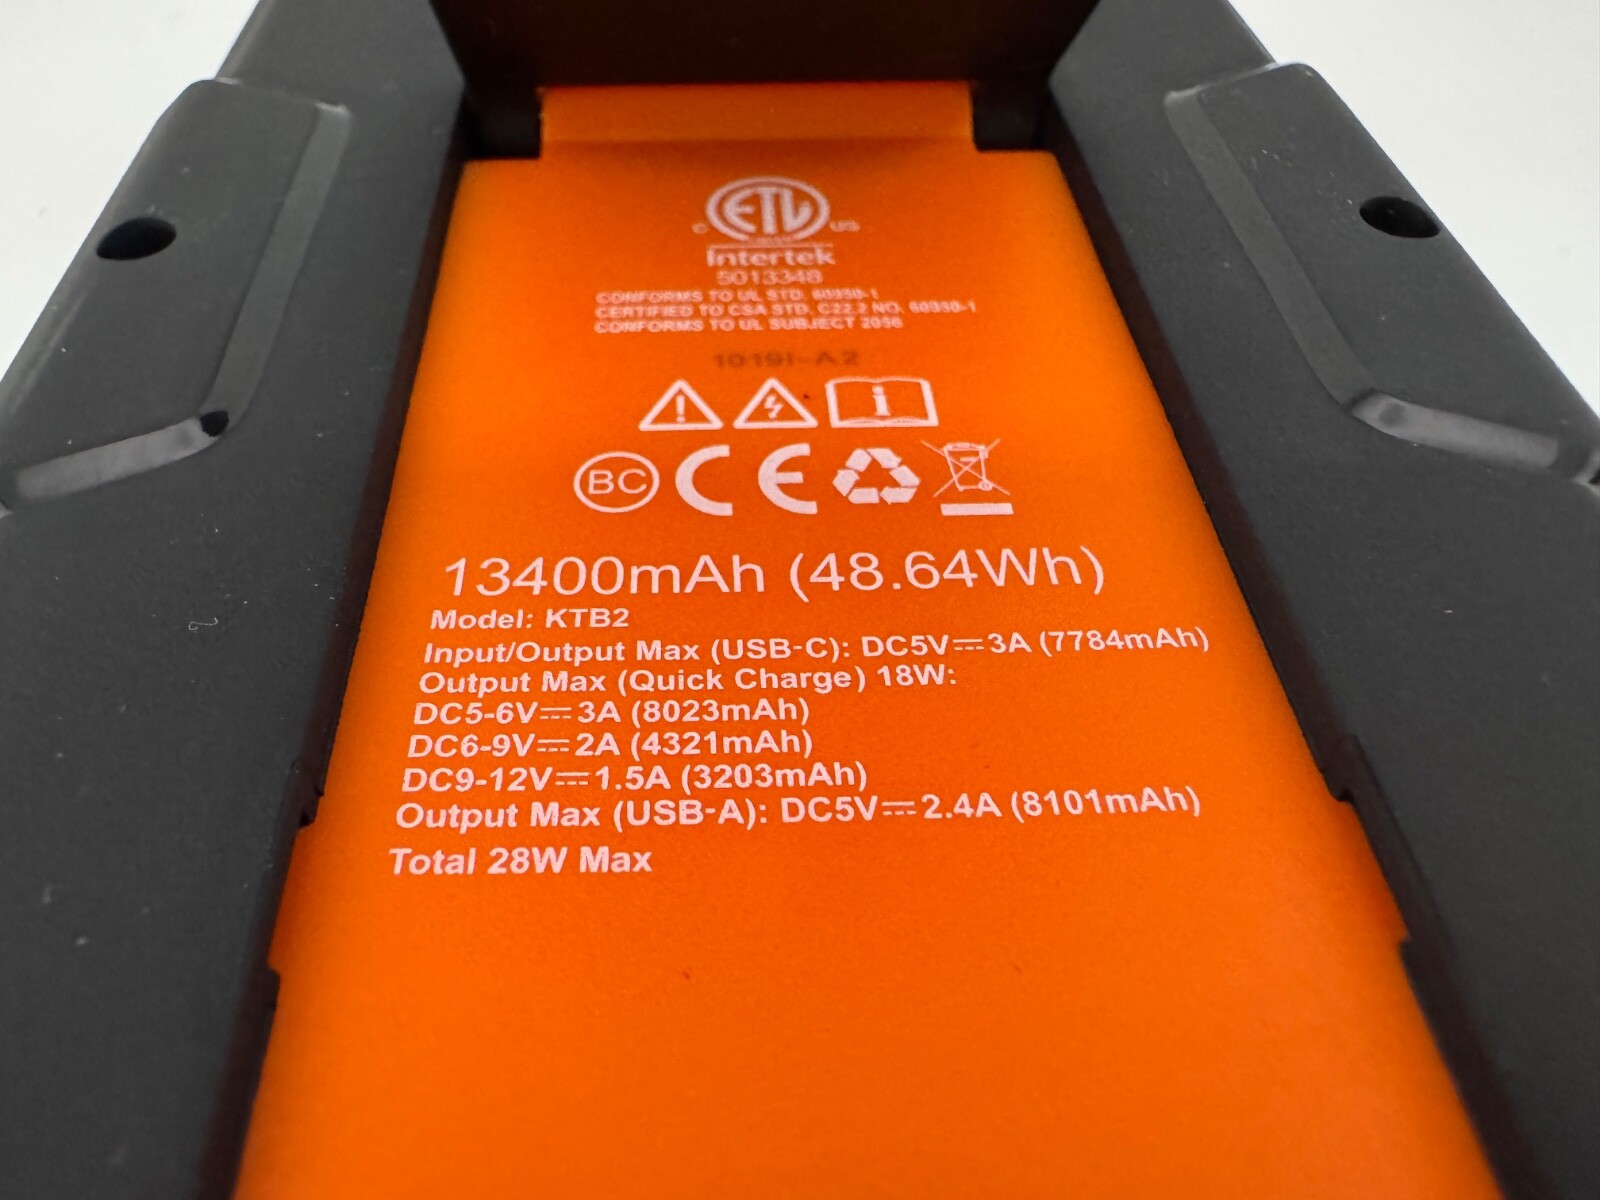 ETL
C US
Intertek
5013348
CONFORMS TO UL STD. 60950-1
CERTIFIED TO CSA STD. C22.2 NO. 60950-1
CONFORMS TO UL SUBJECT 2056
1019I-A2
BC CE
13400mAh (48.64Wh)
Model: KTB2
Input/Output Max (USB-C): DC5V⎓3A (7784mAh)
Output Max (Quick Charge) 18W:
DC5-6V⎓3A (8023mAh)
DC6-9V⎓2A (4321mAh)
DC9-12V⎓1.5A (3203mAh)
Output Max (USB-A): DC5V⎓2.4A (8101mAh)
Total 28W Max